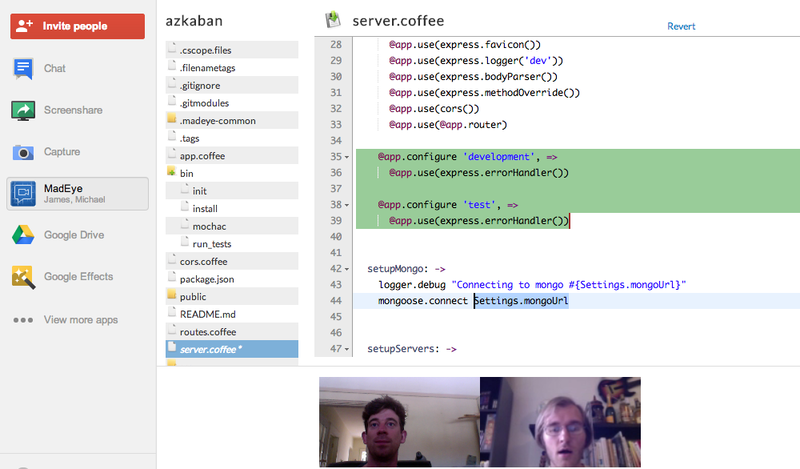 Invite people
Chat
Screenshare
Capture
MadEye
James, Michael
Google Drive
Google Effects
View more apps
azkaban
.cscope.files
.filenametags
.gitignore
.gitmodules
.madeye-common
.tags
app.coffee
bin
init
install
mochac
run_tests
cors.coffee
package.json
public
README.md
routes.coffee
server.coffee*
server.coffee
Revert
28 @app.use(express.favicon())
29 @app.use(express.logger('dev'))
30 @app.use(express.bodyParser())
31 @app.use(express.methodOverride())
32 @app.use(cors())
33 @app.use(@app.router)
34
35 @app.configure 'development', =>
36 @app.use(express.errorHandler())
37
38 @app.configure 'test', =>
39 @app.use(express.errorHandler())
40
41
42 setupMongo: ->
43 logger.debug "Connecting to mongo #{Settings.mongoUrl}"
44 mongoose.connect Settings.mongoUrl
45
46
47 setupServers: ->